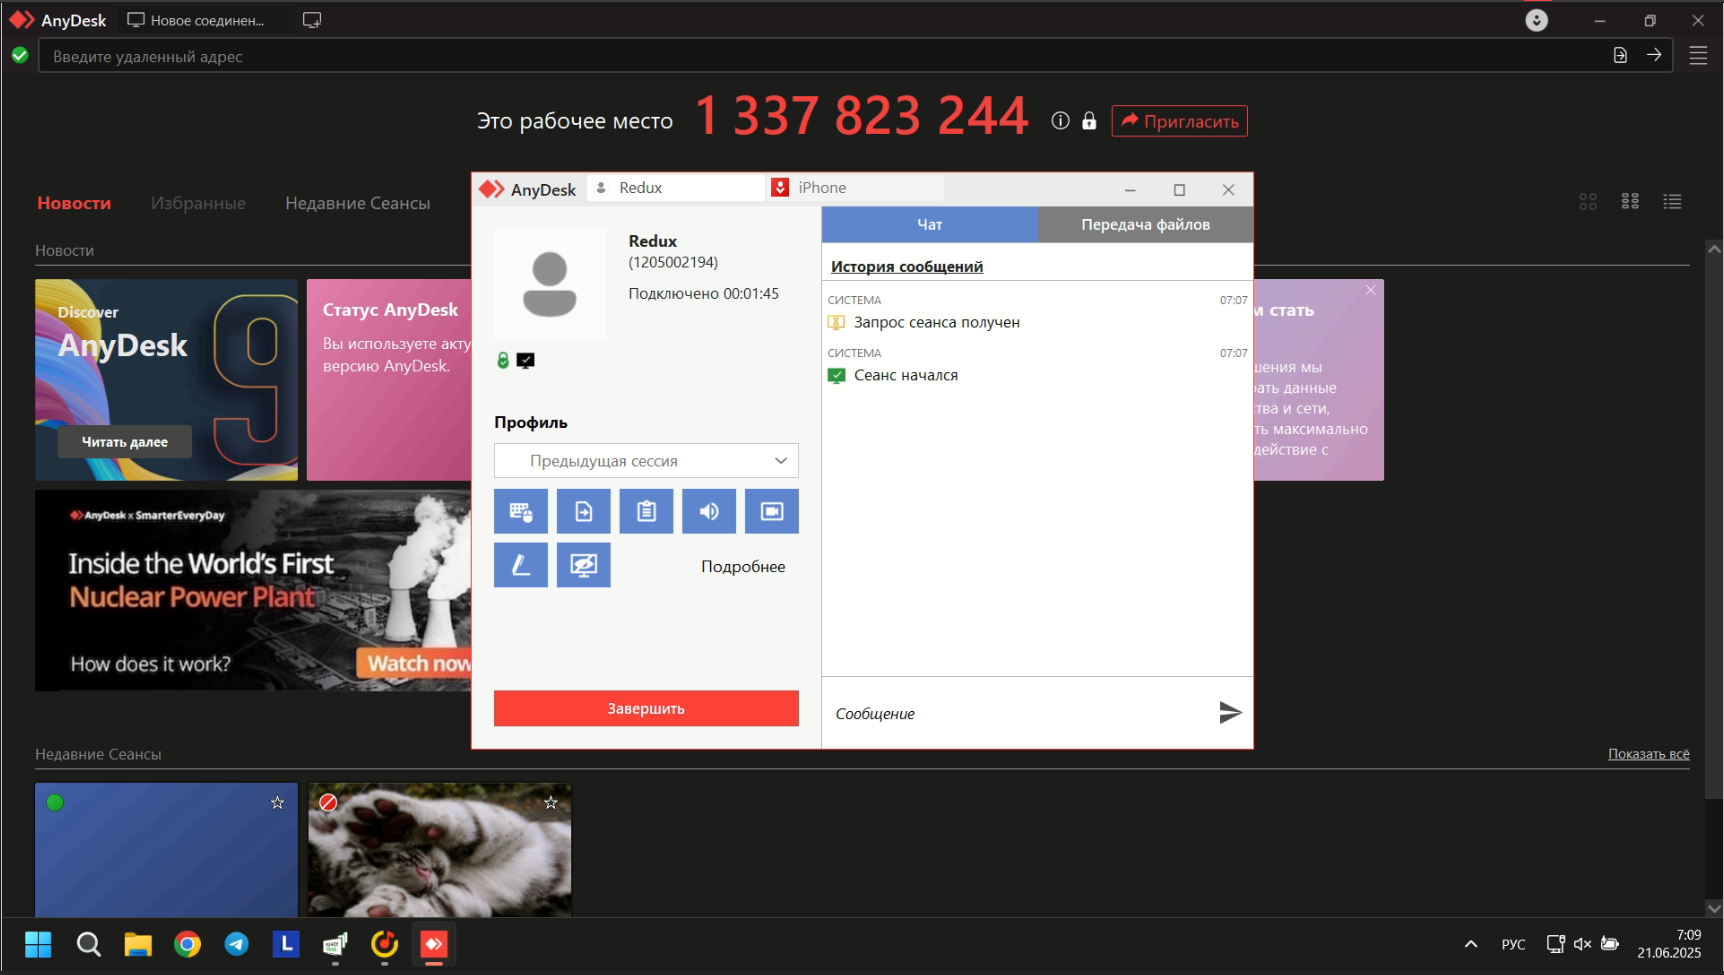 AnyDesk
Новое соединен...
Введите удаленный адрес
Это рабочее место
1 337 823 244
Пригласить
Новости
Избранные
Недавние Сеансы
Новости
Discover
AnyDesk
9
Читать далее
Статус AnyDesk
Вы используете акту
версию AnyDesk.
м стать
шения мы
рать данные
тва и сети,
ть максимально
действие с
AnyDesk x SmarterEveryDay
Inside the World's First
Nuclear Power Plant
How does it work?
Watch now
AnyDesk
Redux
iPhone
Redux
(1205002194)
Подключено 00:01:45
Профиль
Предыдущая сессия
Подробнее
Завершить
Чат
Передача файлов
История сообщений
СИСТЕМА
07:07
Запрос сеанса получен
СИСТЕМА
07:07
Сеанс начался
Сообщение
Недавние Сеансы
Показать всё
L
РУС
7:09
21.06.2025